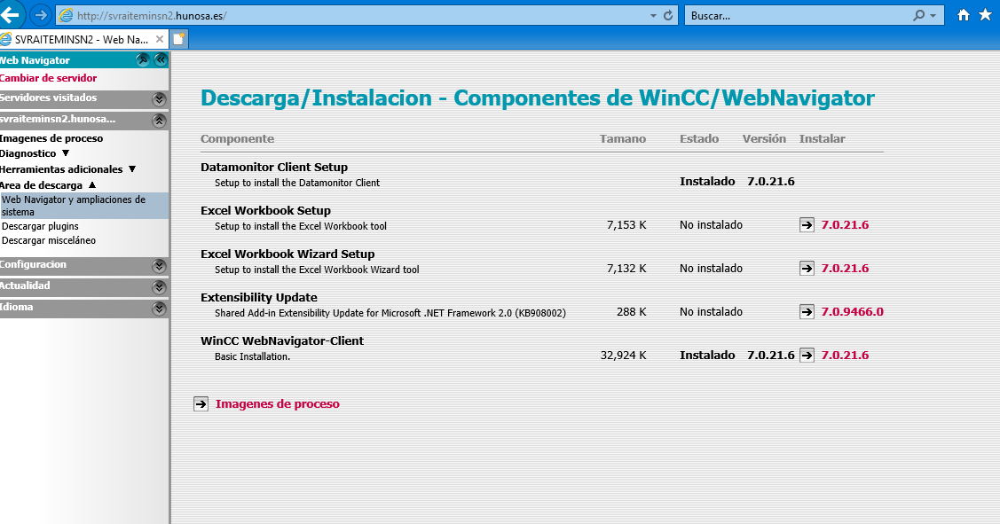 http://svraiteminsn2.hunosa.es/
Buscar...
SVRAITEMINSN2 - Web Na...
Web Navigator
Cambiar de servidor
Servidores visitados
svraiteminsn2.hunosa...
Imagenes de proceso
Diagnostico ▼
Herramientas adicionales ▼
Area de descarga ▲
Web Navigator y ampliaciones de
sistema
Descargar plugins
Descargar misceláneo
Configuracion
Actualidad
Idioma
Descarga/Instalacion - Componentes de WinCC/WebNavigator
Componente Tamano Estado Versión Instalar
Datamonitor Client Setup
Setup to install the Datamonitor Client Instalado 7.0.21.6
Excel Workbook Setup
Setup to install the Excel Workbook tool 7,153 K No instalado 7.0.21.6
Excel Workbook Wizard Setup
Setup to install the Excel Workbook Wizard tool 7,132 K No instalado 7.0.21.6
Extensibility Update
Shared Add-in Extensibility Update for Microsoft .NET Framework 2.0 (KB908002) 288 K No instalado 7.0.9466.0
WinCC WebNavigator-Client
Basic Installation. 32,924 K Instalado 7.0.21.6 7.0.21.6
Imagenes de proceso